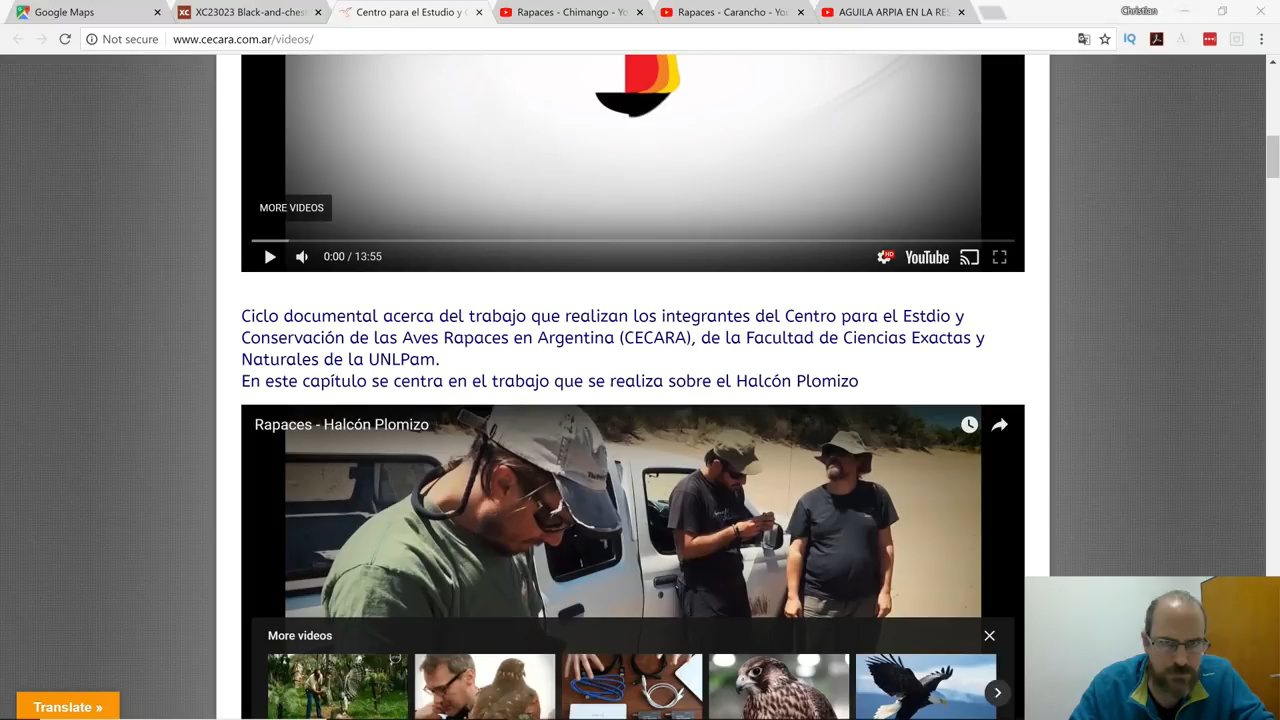 Google Maps
XC23023 Black-and-ches
Centro para el Estudio y C
Rapaces - Chimango - Yo
Rapaces - Carancho - You
AGUILA ARPIA EN LA RES
Christian
Not secure
www.cecara.com.ar/videos/
MORE VIDEOS
0:00 / 13:55
HD
YouTube
Ciclo documental acerca del trabajo que realizan los integrantes del Centro para el Estdio y
Conservación de las Aves Rapaces en Argentina (CECARA), de la Facultad de Ciencias Exactas y
Naturales de la UNLPam.
En este capítulo se centra en el trabajo que se realiza sobre el Halcón Plomizo
Rapaces - Halcón Plomizo
More videos
Translate »